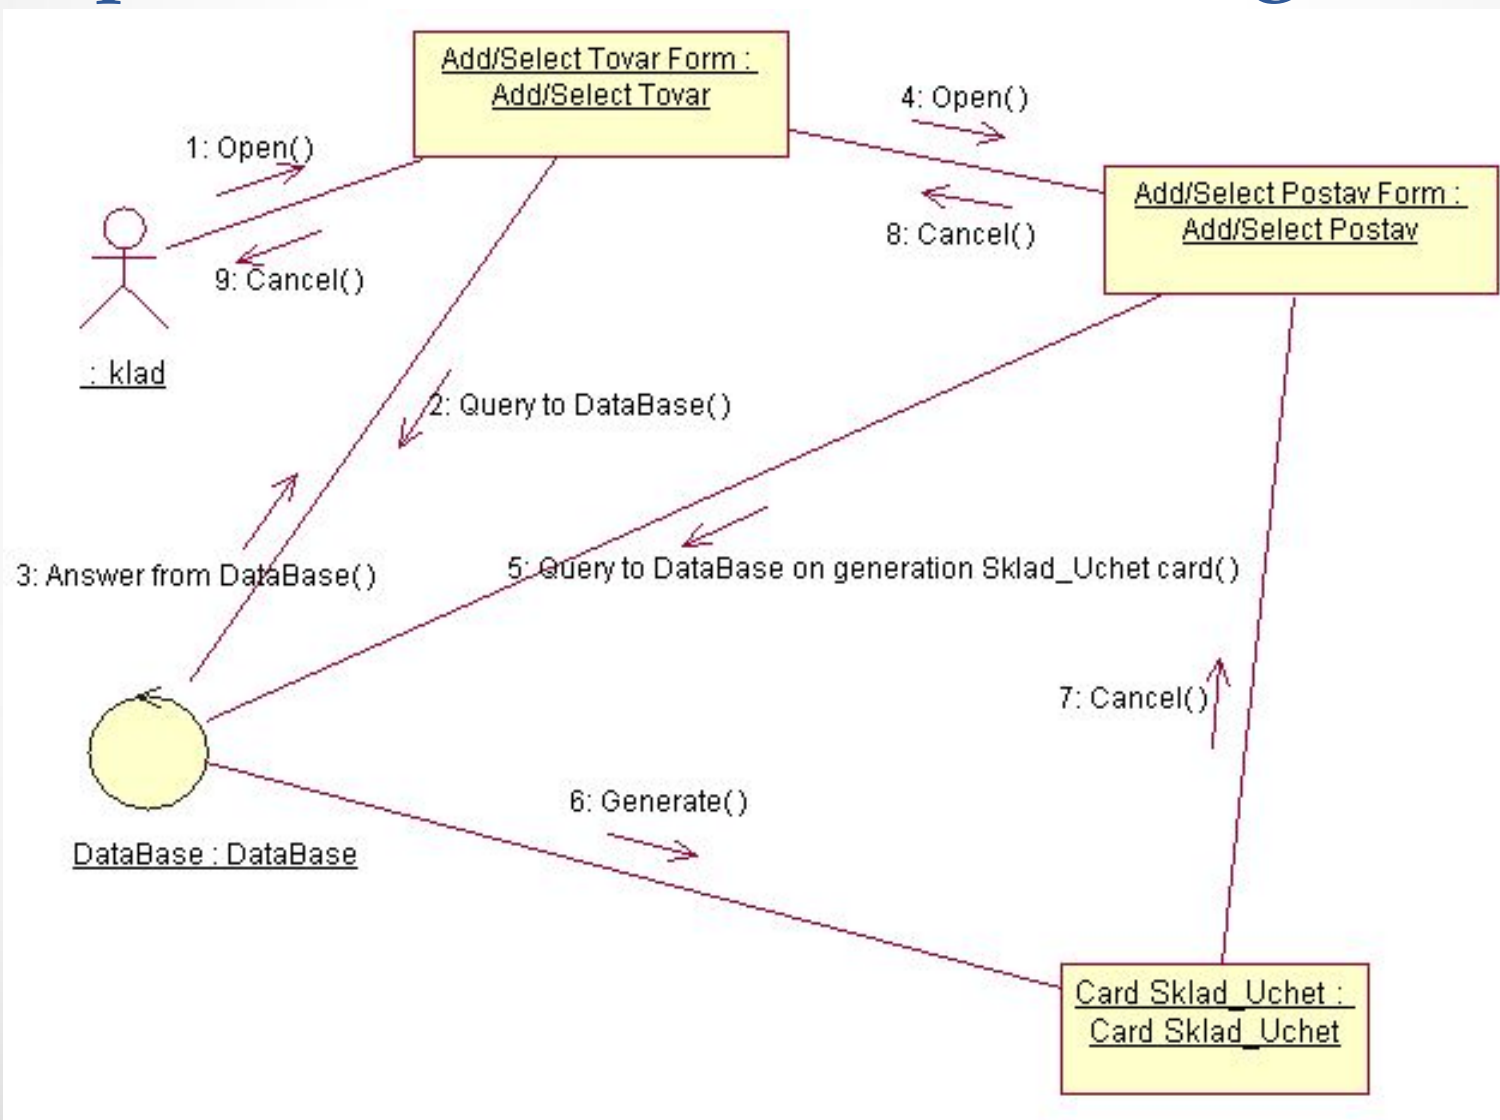 Add/Select Tovar Form :
Add/Select Tovar
4: Open()
1: Open()
Add/Select Postav Form :
Add/Select Postav
8: Cancel()
9: Cancel()
: klad
2: Query to DataBase()
3: Answer from DataBase()
5: Query to DataBase on generation Sklad_Uchet card()
7: Cancel()
6: Generate()
DataBase : DataBase
Card Sklad_Uchet :
Card Sklad_Uchet